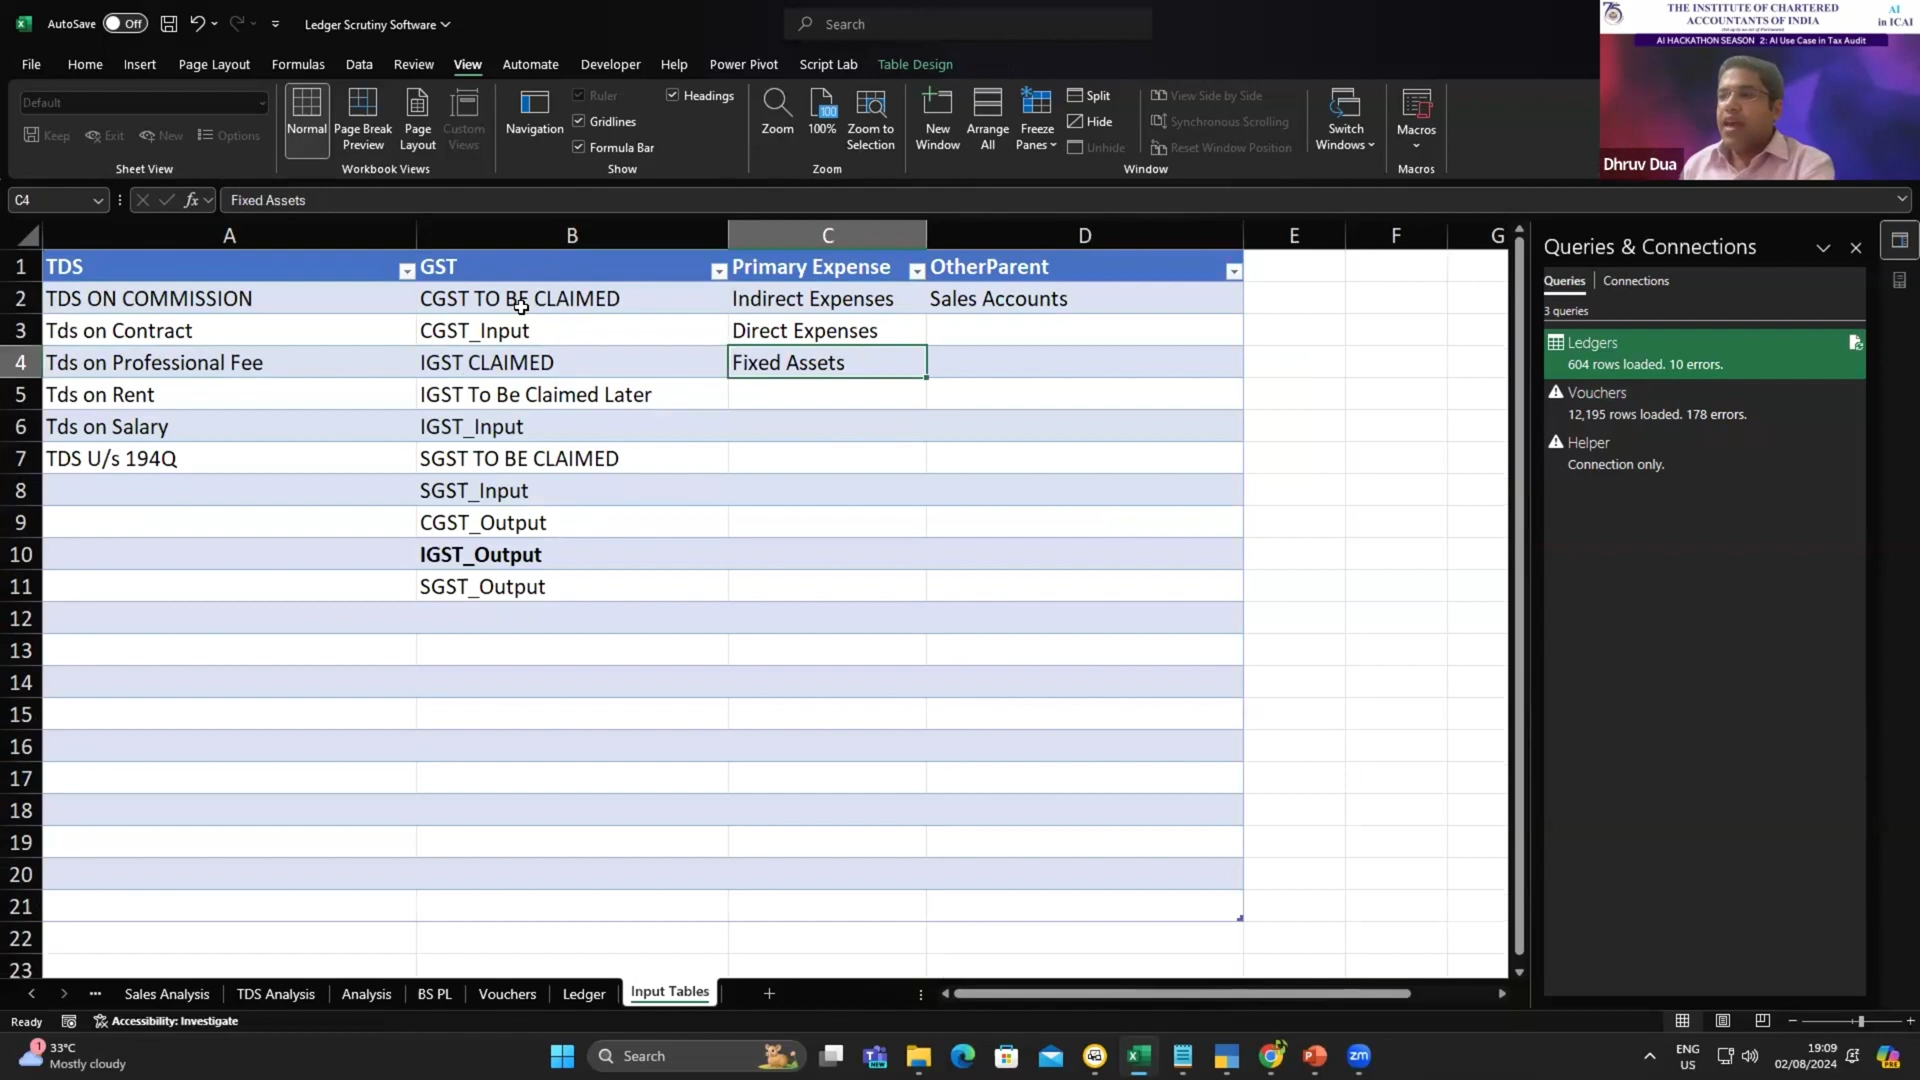 AutoSave Off Ledger Scrutiny Software Search
File Home Insert Page Layout Formulas Data Review View Automate Developer Help Power Pivot Script Lab Table Design
Default
Keep Exit New Options
Sheet View
Normal Page Break Preview Page Layout Custom Views
Workbook Views
Navigation
Ruler Headings
Gridlines
Formula Bar
Show
Zoom 100% Zoom to Selection
Zoom
New Window Arrange All Freeze Panes
Split
Hide
Unhide
View Side by Side
Synchronous Scrolling
Reset Window Position
Window
Switch Windows
Macros
Macros
THE INSTITUTE OF CHARTERED
ACCOUNTANTS OF INDIA
AI
in ICAI
AI HACKATHON SEASON 2: AI Use Case in Tax Audit
Dhruv Dua
C4 fx Fixed Assets
A B C D E F G
1 TDS GST Primary Expense OtherParent
2 TDS ON COMMISSION CGST TO BE CLAIMED Indirect Expenses Sales Accounts
3 Tds on Contract CGST_Input Direct Expenses
4 Tds on Professional Fee IGST CLAIMED Fixed Assets
5 Tds on Rent IGST To Be Claimed Later
6 Tds on Salary IGST_Input
7 TDS U/s 194Q SGST TO BE CLAIMED
8 SGST_Input
9 CGST_Output
10 IGST_Output
11 SGST_Output
12
13
14
15
16
17
18
19
20
21
22
23
Queries & Connections
Queries Connections
3 queries
Ledgers
604 rows loaded. 10 errors.
Vouchers
12,195 rows loaded. 178 errors.
Helper
Connection only.
Sales Analysis TDS Analysis Analysis BS PL Vouchers Ledger Input Tables
Ready Accessibility: Investigate
1 33°C
Mostly cloudy
Search
zm
ENG
US
19:09
02/08/2024